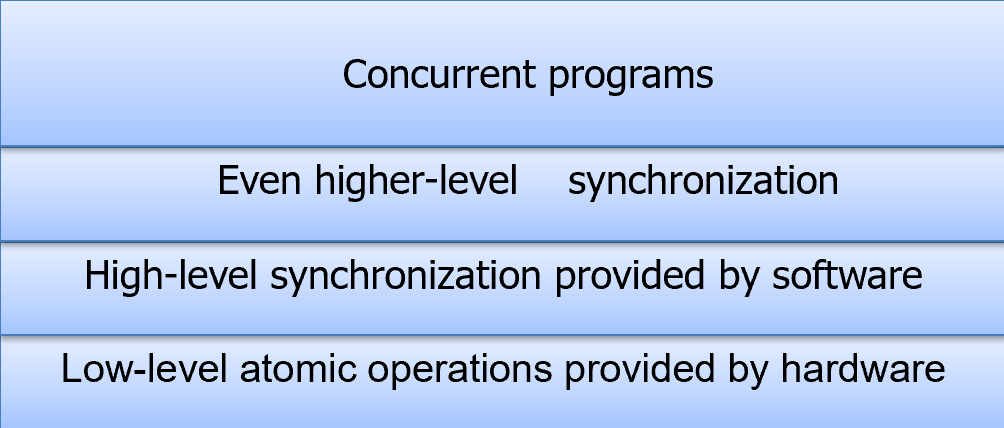 Concurrent programs
Even higher-level synchronization
High-level synchronization provided by software
Low-level atomic operations provided by hardware